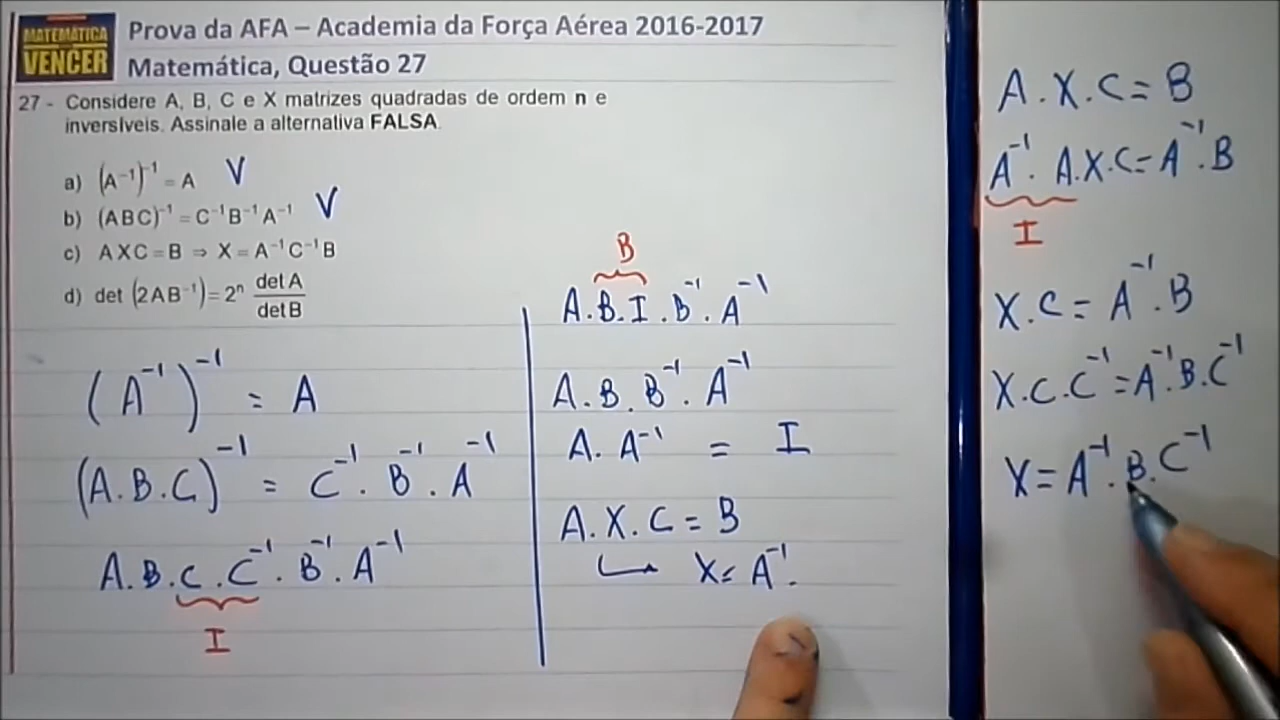 MATEMÁTICA
VENCER
Prova da AFA – Academia da Força Aérea 2016-2017
Matemática, Questão 27
27 - Considere A, B, C e X matrizes quadradas de ordem n e
inversíveis. Assinale a alternativa FALSA.
a) (A⁻¹)⁻¹ = A V
b) (ABC)⁻¹ = C⁻¹B⁻¹A⁻¹ V
c) AXC = B ⇒ X = A⁻¹C⁻¹B
d) det (2AB⁻¹) = 2ⁿ detA
detB
(A⁻¹)⁻¹ = A
(A.B.C)⁻¹ = C⁻¹.B⁻¹.A⁻¹
A.B.C.C⁻¹.B⁻¹.A⁻¹
I
B
A.B.I.B⁻¹.A⁻¹
A.B.B⁻¹.A⁻¹
A.A⁻¹ = I
A.X.C = B
X = A⁻¹.
A.X.C = B
A⁻¹.A.X.C = A⁻¹.B
I
X.C = A⁻¹.B
X.C.C⁻¹ = A⁻¹.B.C⁻¹
X = A⁻¹.B.C⁻¹